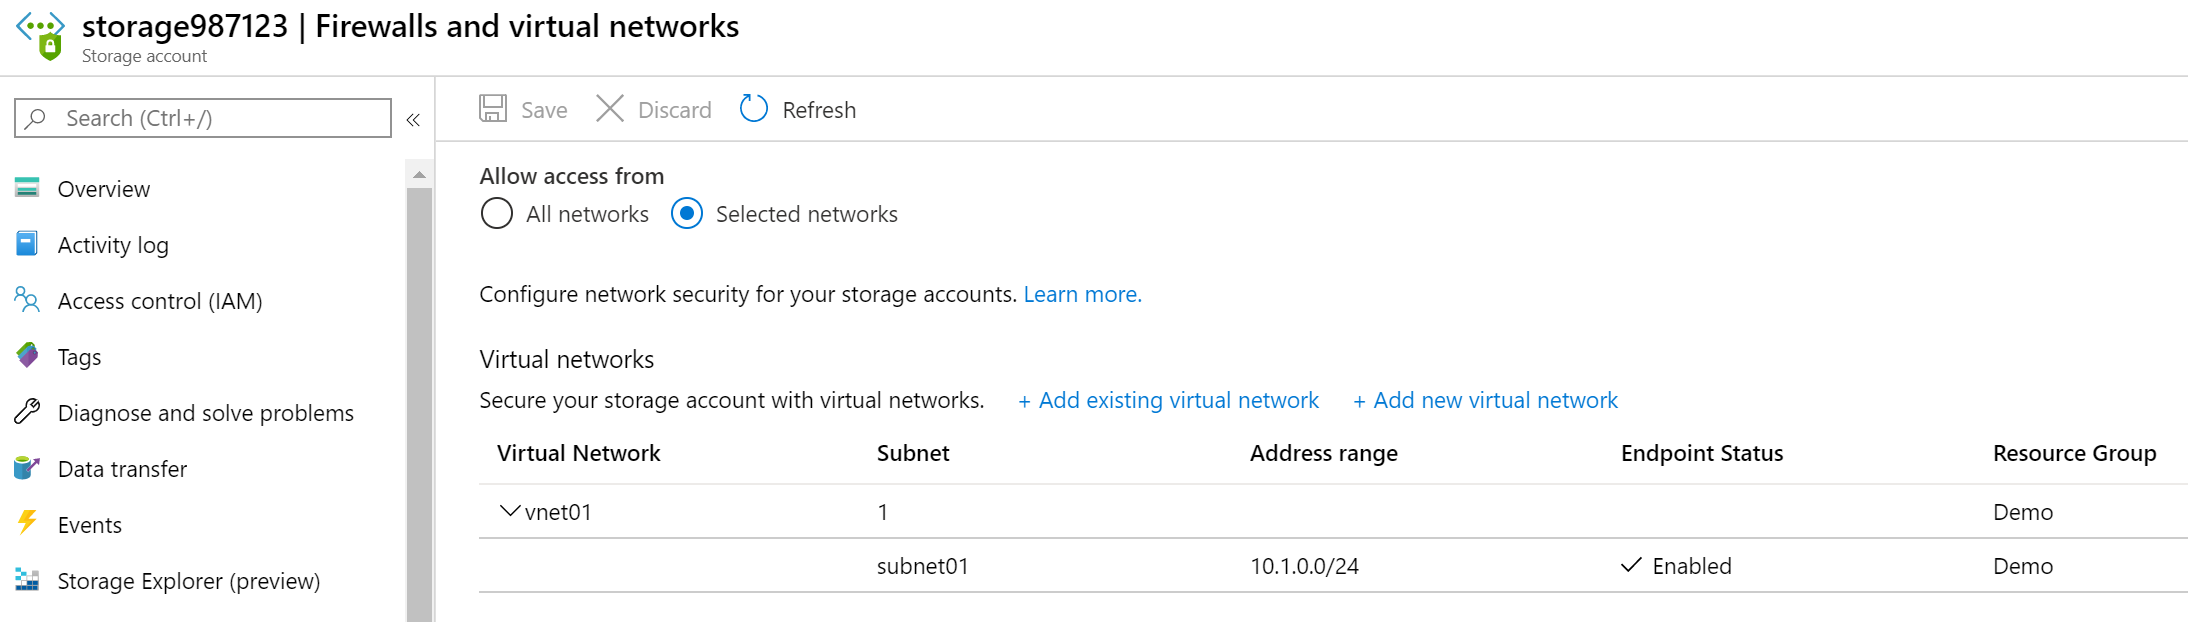 storage987123 | Firewalls and virtual networks
Storage account
Search (Ctrl+/)
«
Overview
Activity log
Access control (IAM)
Tags
Diagnose and solve problems
Data transfer
Events
Storage Explorer (preview)
Save Discard Refresh
Allow access from
All networks Selected networks
Configure network security for your storage accounts. Learn more.
Virtual networks
Secure your storage account with virtual networks. + Add existing virtual network + Add new virtual network
Virtual Network Subnet Address range Endpoint Status Resource Group
vnet01 1 Demo
subnet01 10.1.0.0/24 Enabled Demo